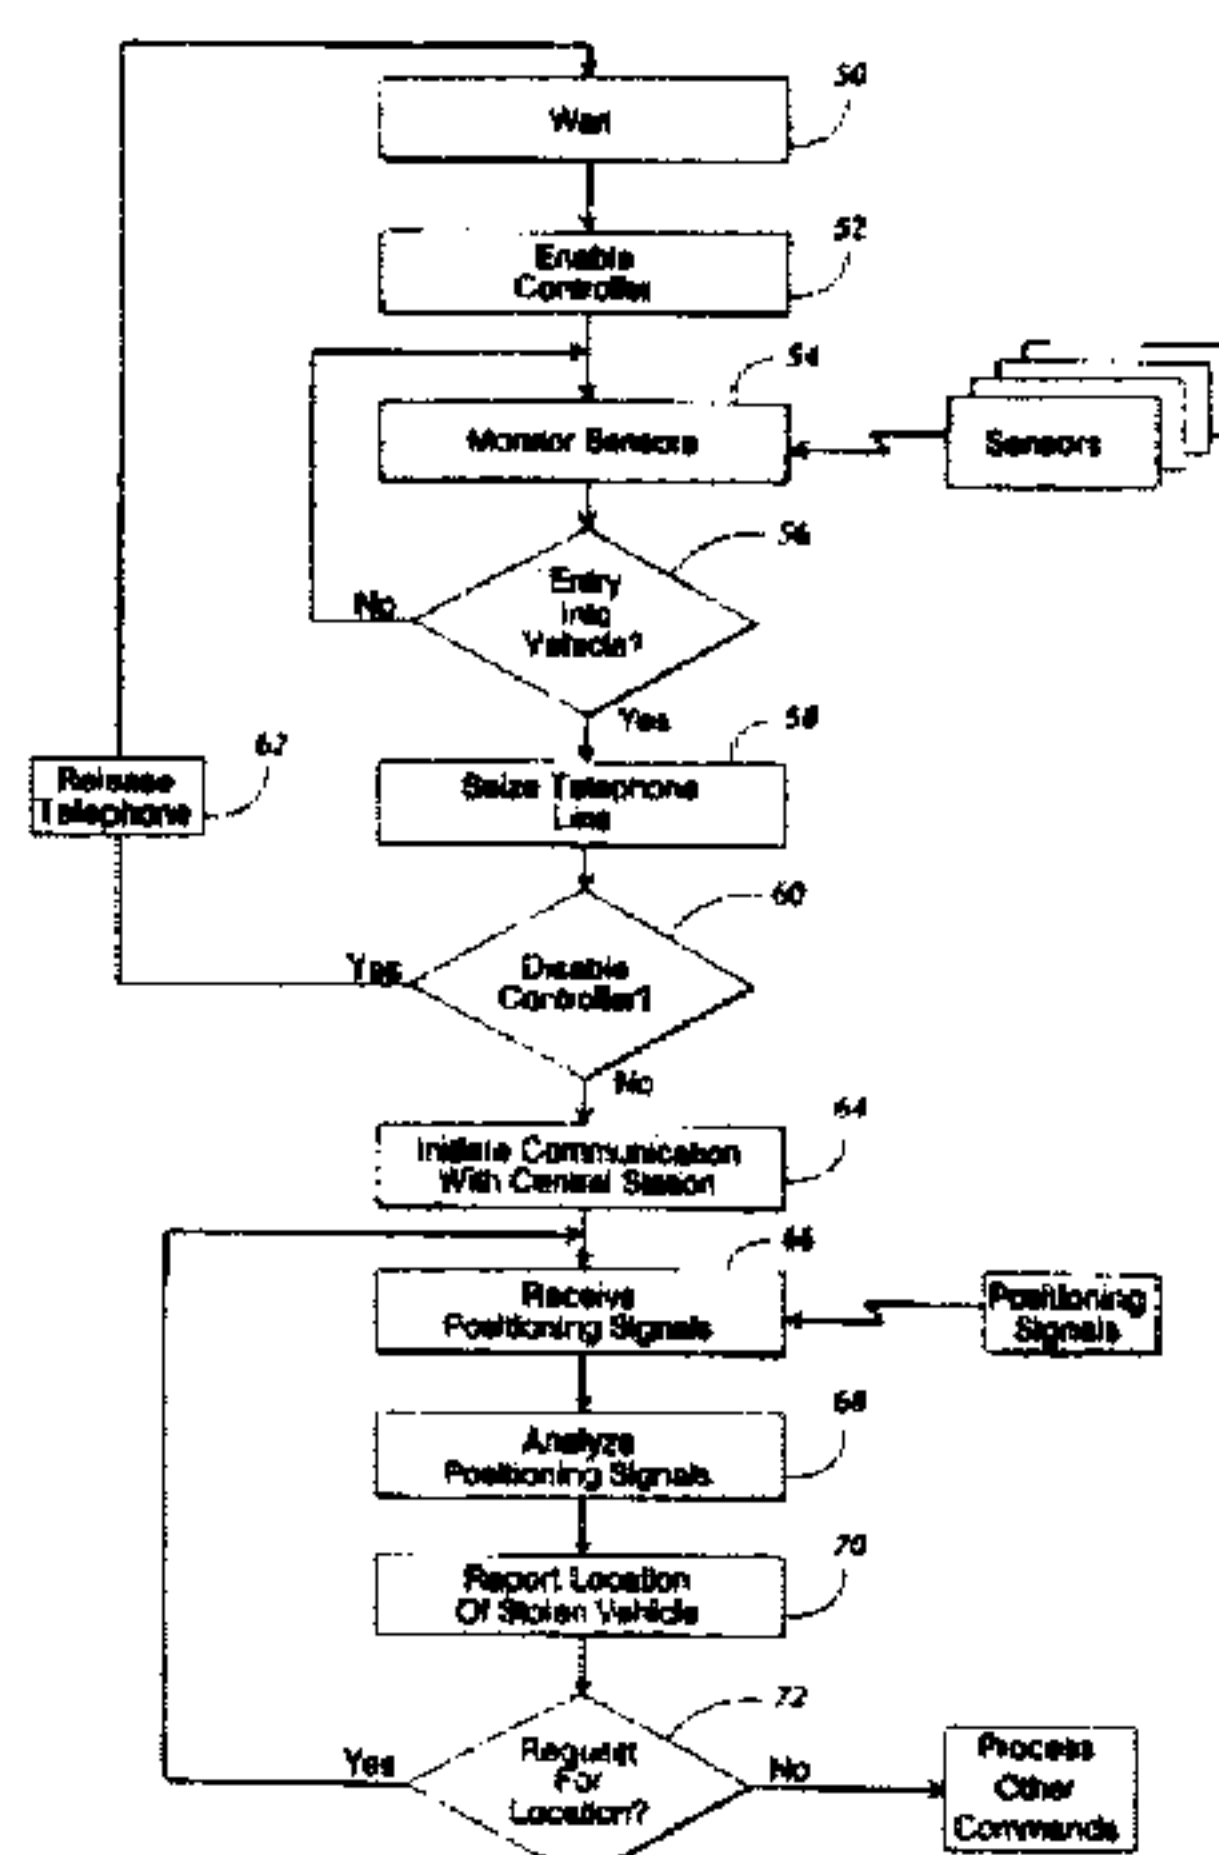 50
Wait
52
Enable
Controller
54
Monitor Sensors
Sensors
56
Entry
Into
Vehicle?
No
Yes
58
Seize Telephone
Line
62
Release
Telephone
60
Disable
Controller?
Yes
No
64
Initiate Communication
With Central Station
66
Receive
Positioning Signals
Positioning
Signals
68
Analyze
Positioning Signals
70
Report Location
Of Stolen Vehicle
72
Request
For
Location?
Yes
No
Process
Other
Commands